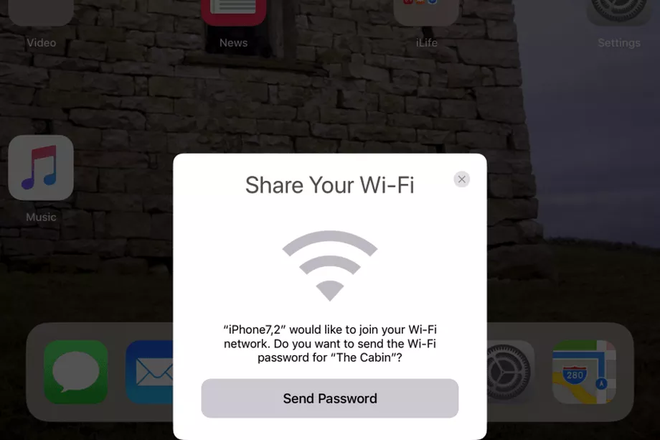 Video
News
iLife
Settings
Music
Share Your Wi-Fi
“iPhone7,2” would like to join your Wi-Fi
network. Do you want to send the Wi-Fi
password for “The Cabin”?
Send Password
280